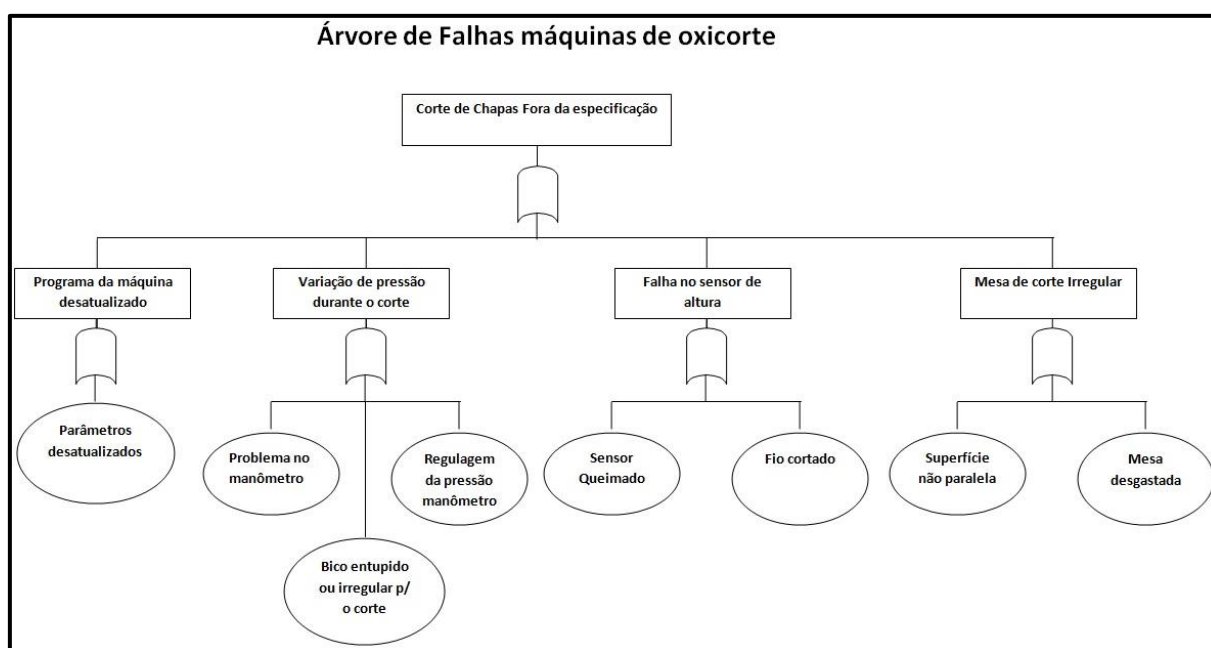 Árvore de Falhas máquinas de oxicorte
Corte de Chapas Fora da especificação
Programa da máquina
desatualizado
Variação de pressão
durante o corte
Falha no sensor de
altura
Mesa de corte Irregular
Parâmetros
desatualizados
Problema no
manômetro
Regulagem
da pressão
manômetro
Sensor
Queimado
Fio cortado
Superfície
não paralela
Mesa
desgastada
Bico entupido
ou irregular p/
o corte